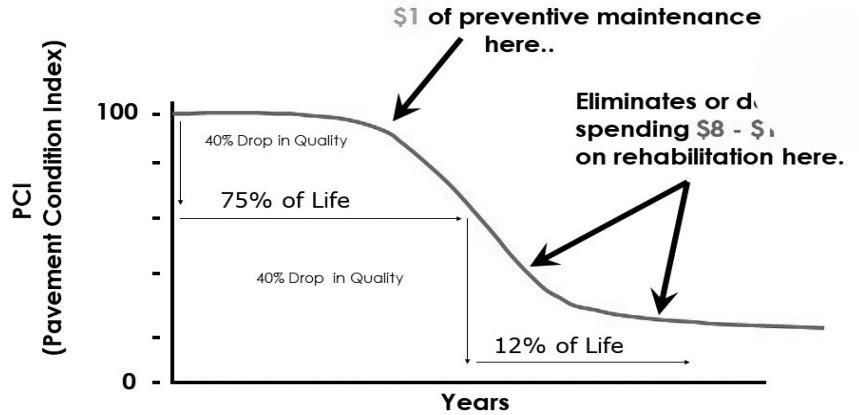 $1 of preventive maintenance
here..
Eliminates or
spending $8 -
on rehabilitation here.
100
40% Drop in Quality
75% of Life
PCI
(Pavement Condition Index)
40% Drop in Quality
12% of Life
0
Years